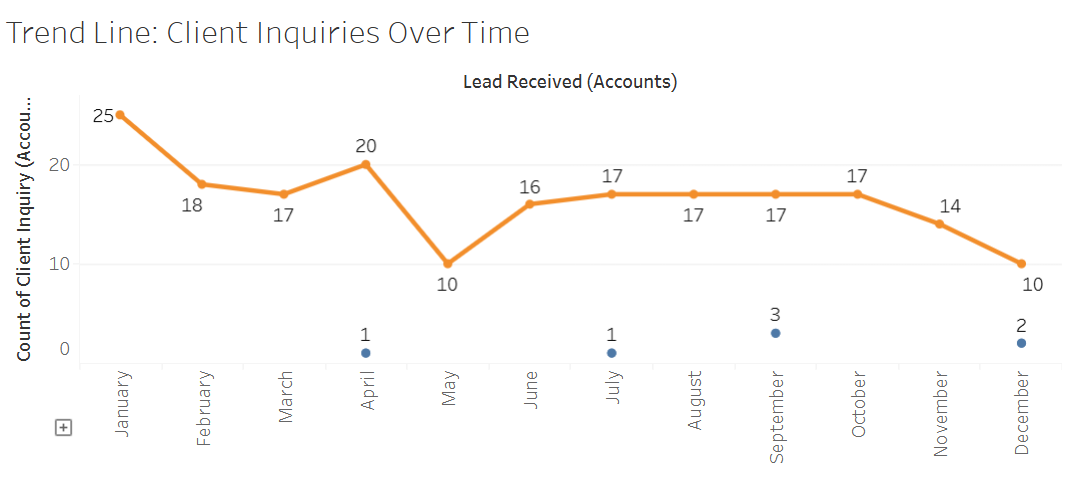 Trend Line: Client Inquiries Over Time
Lead Received (Accounts)
Count of Client Inquiry (Accou...
20
10
0
25
18
17
20
10
16
17
17
17
17
14
10
1
1
3
2
January
February
March
April
May
June
July
August
September
October
November
December